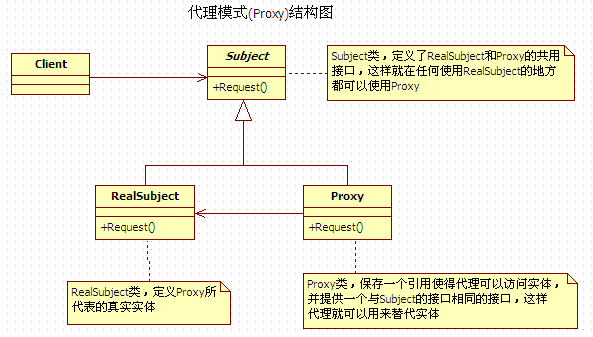 代理模式(Proxy)结构图
Client
Subject
+Request()
Subject类，定义了RealSubject和Proxy的共用
接口，这样就在任何使用RealSubject的地方
都可以使用Proxy
RealSubject
+Request()
Proxy
+Request()
RealSubject类，定义Proxy所
代表的真实实体
Proxy类，保存一个引用使得代理可以访问实体，
并提供一个与Subject的接口相同的接口，这样
代理就可以用来替代实体